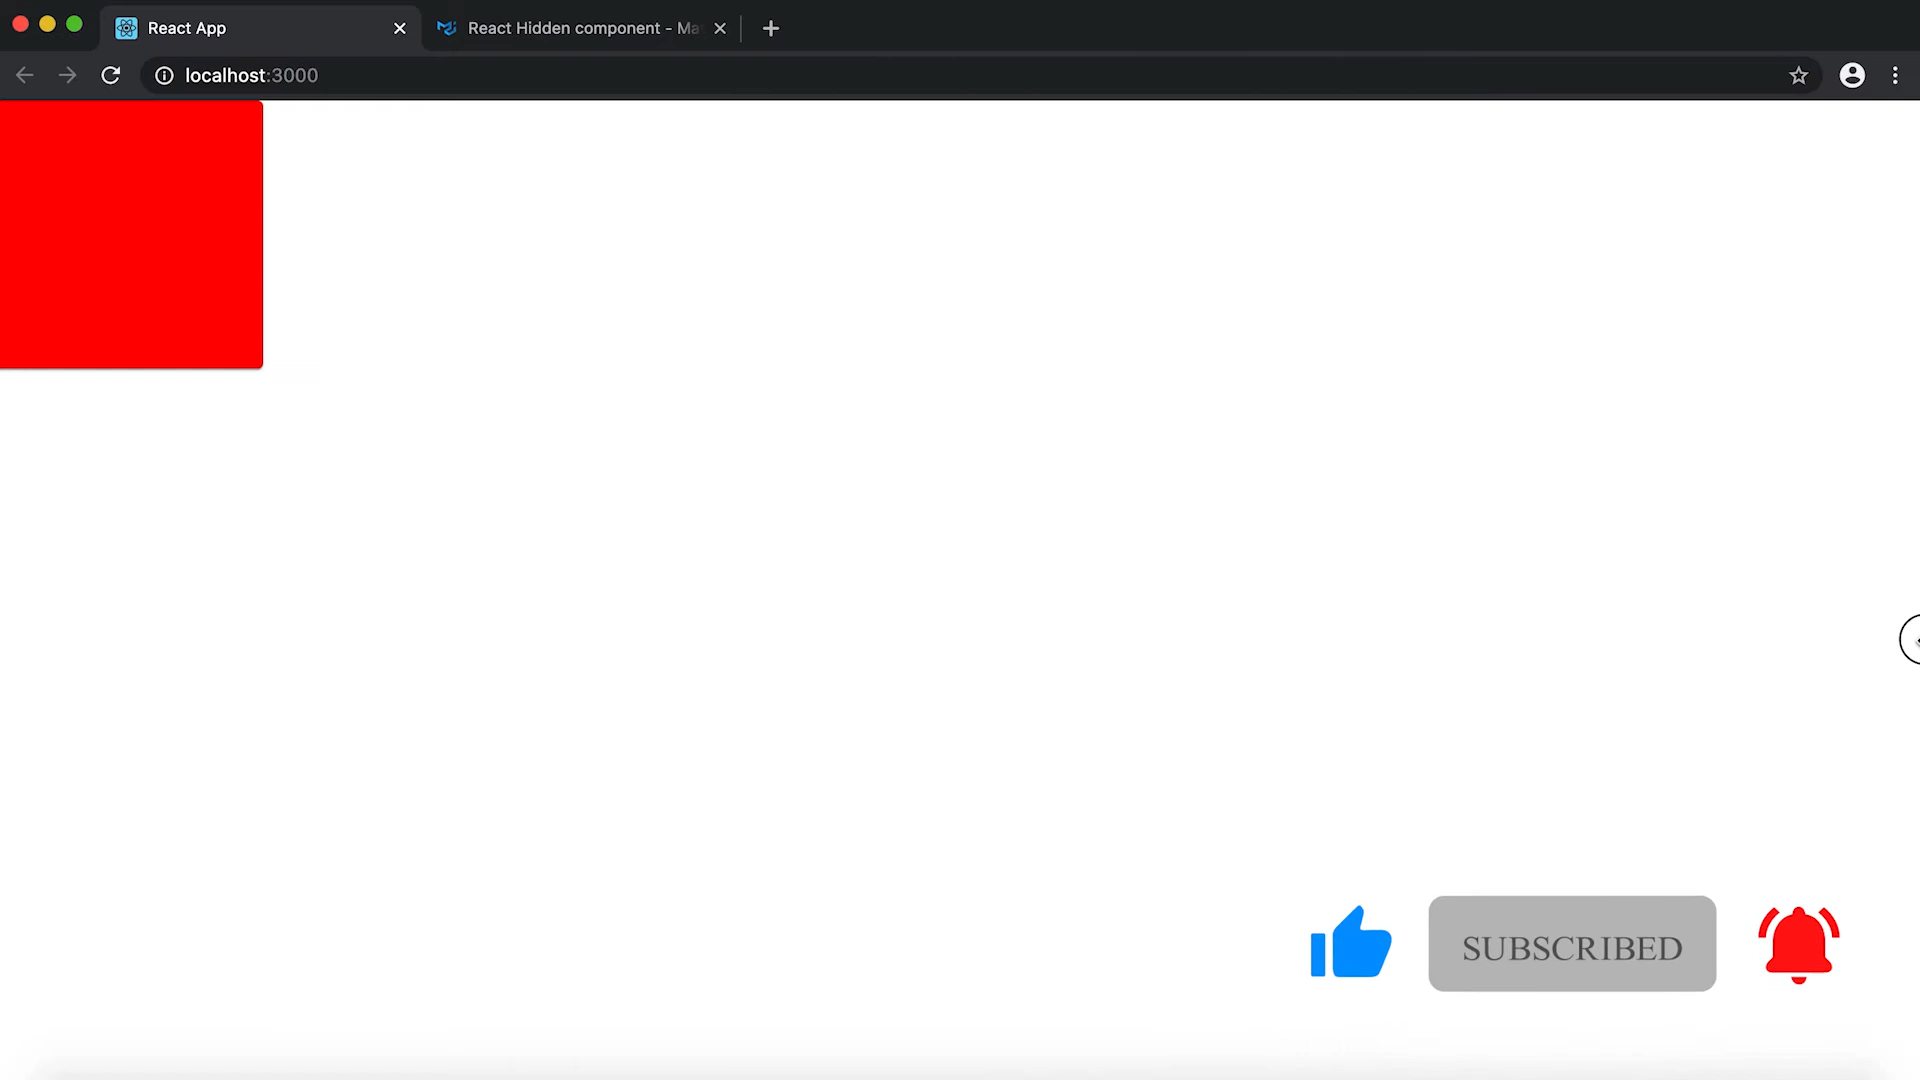 React App
React Hidden component - Ma
localhost:3000
SUBSCRIBED